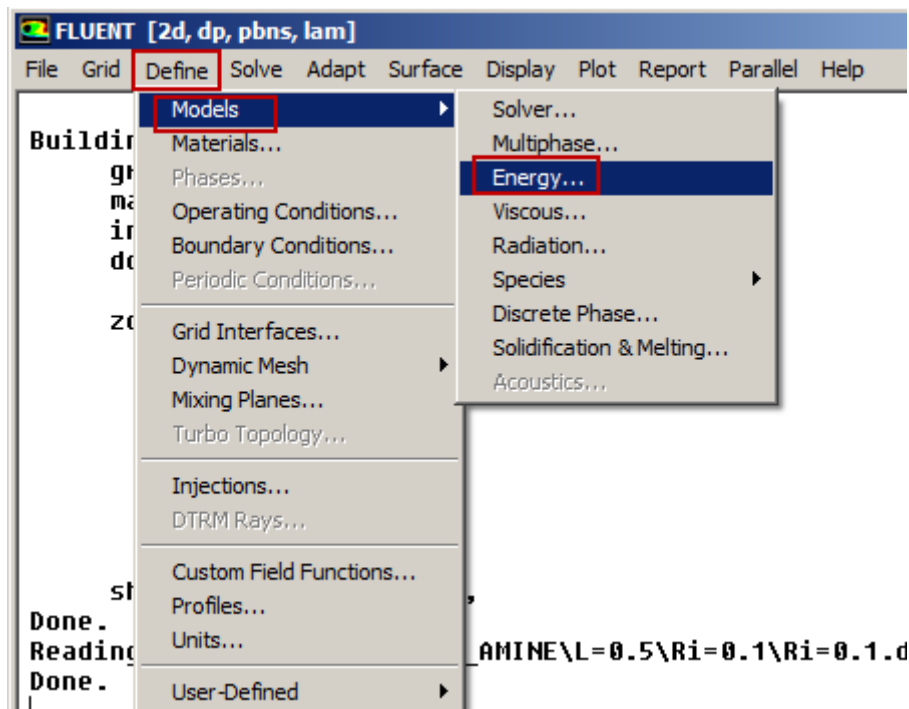 FLUENT [2d, dp, pbns, lam]
File Grid Define Solve Adapt Surface Display Plot Report Parallel Help
Models
Solver...
Materials...
Multiphase...
Phases...
Energy...
Operating Conditions...
Viscous...
Boundary Conditions...
Radiation...
Periodic Conditions...
Species
Discrete Phase...
Grid Interfaces...
Solidification & Melting...
Dynamic Mesh
Acoustics...
Mixing Planes...
Turbo Topology...
Injections...
DTRM Rays...
Custom Field Functions...
Profiles...
Done.
Units...
Reading _AMINE\L=0.5\Ri=0.1\Ri=0.1.d
Done.
User-Defined